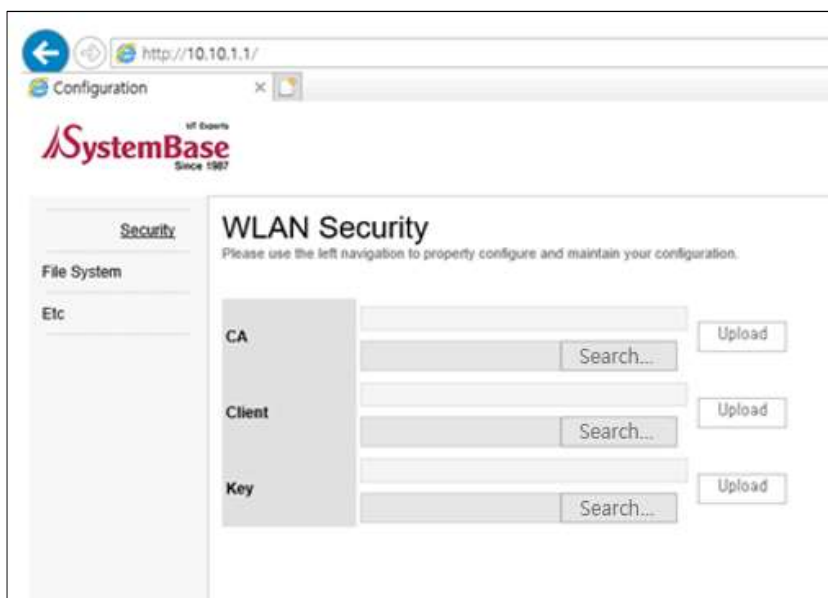 http://10.10.1.1/
Configuration
IoT Experts
SystemBase
Since 1987
Security
File System
Etc
WLAN Security
Please use the left navigation to property configure and maintain your configuration.
CA
Upload
Search...
Client
Upload
Search...
Key
Upload
Search...